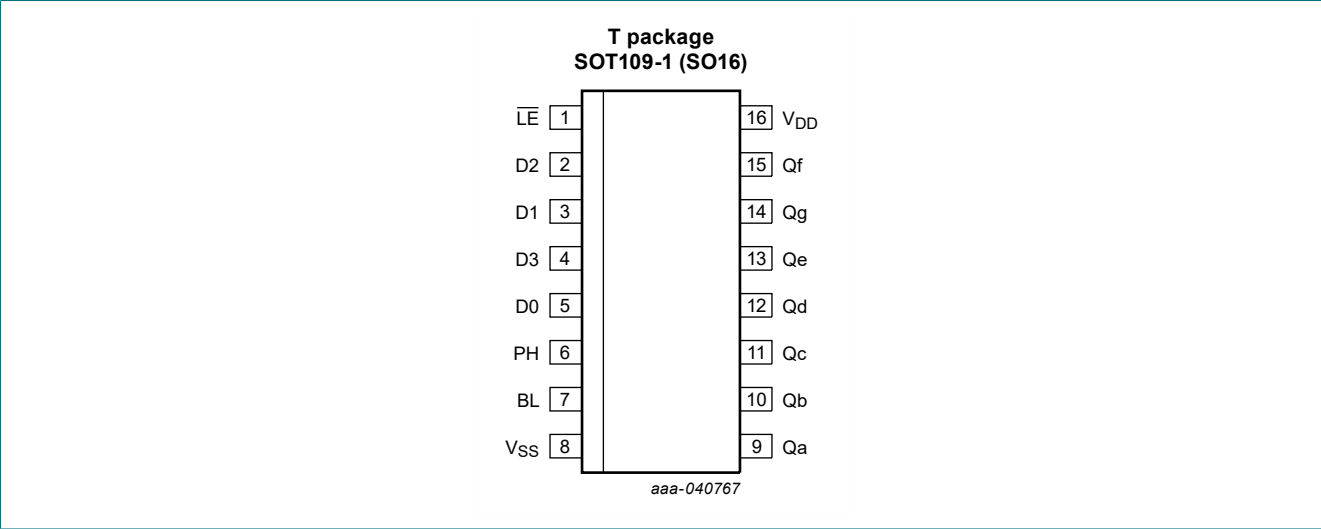 T package
SOT109-1 (SO16)
L̅E̅ 1 16 VDD
D2 2 15 Qf
D1 3 14 Qg
D3 4 13 Qe
D0 5 12 Qd
PH 6 11 Qc
BL 7 10 Qb
VSS 8 9 Qa
aaa-040767